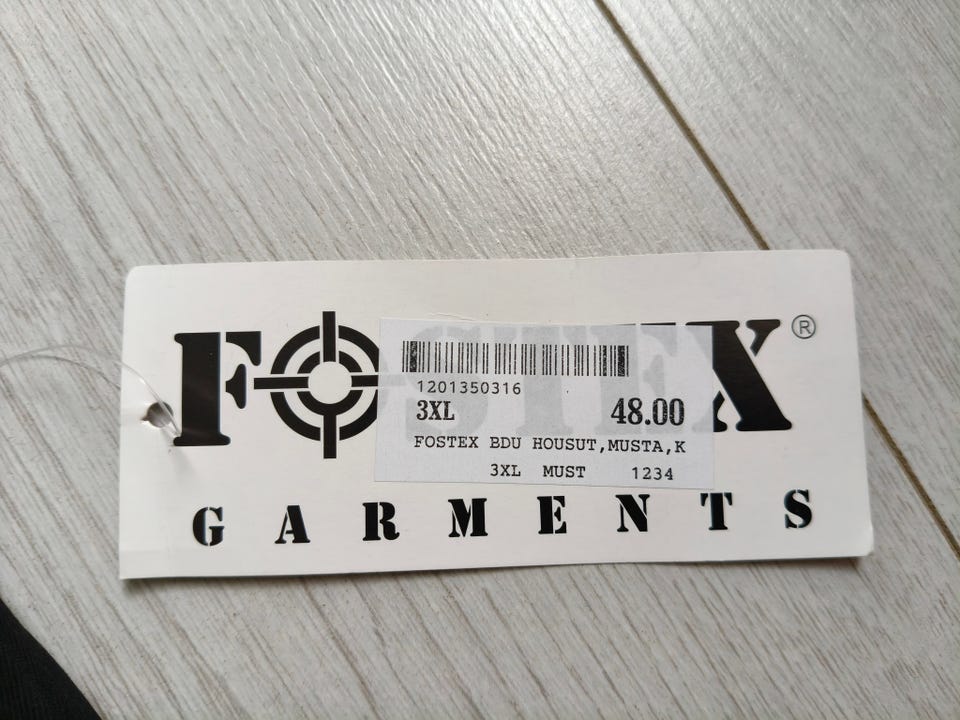 FOSTEX®
1201350316
3XL 48.00
FOSTEX BDU HOUSUT,MUSTA,K
3XL MUST 1234
GARMENTS